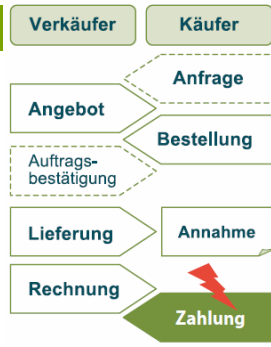 Verkäufer
Käufer
Anfrage
Angebot
Bestellung
Auftrags-
bestätigung
Lieferung
Annahme
Rechnung
Zahlung